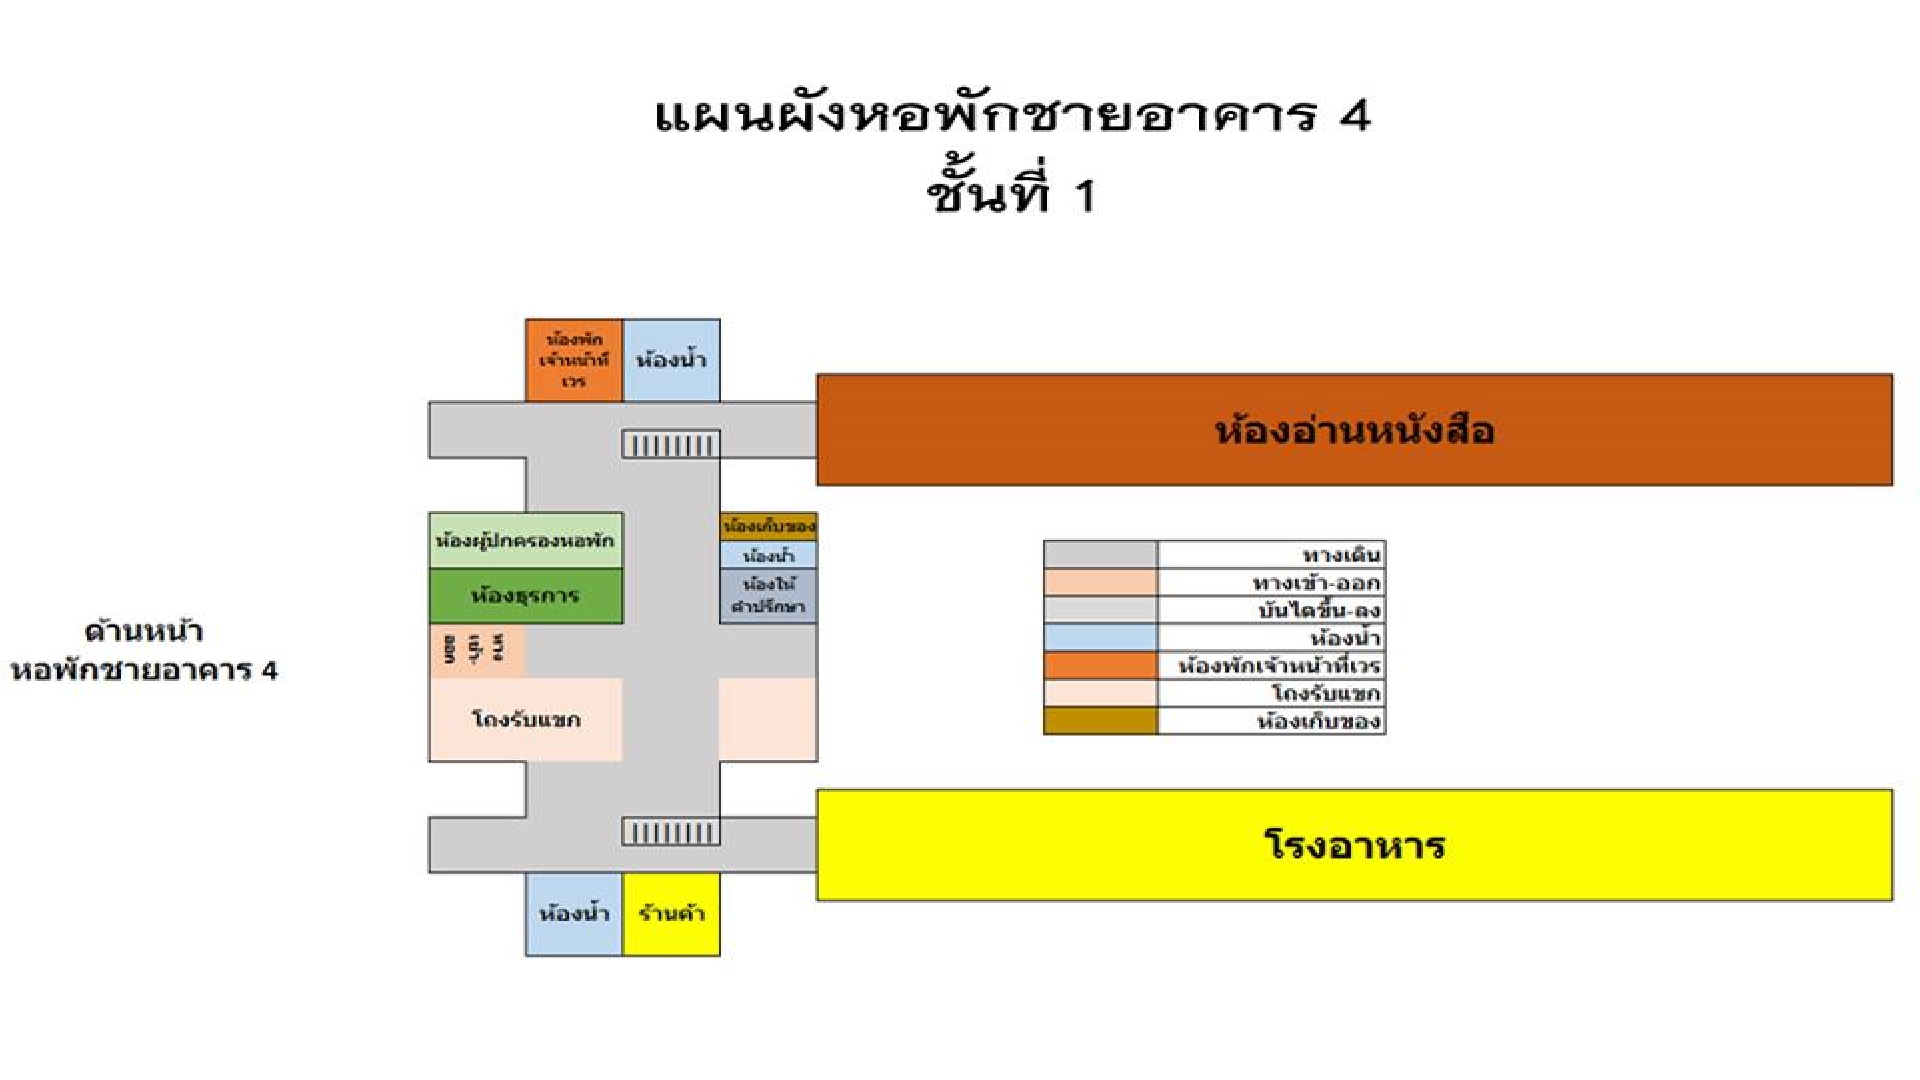 แผนผังหอพักชายอาคาร 4
ชั้นที่ 1
ห้องพัก
เจ้าหน้าที่
เวร
ห้องน้ำ
ห้องอ่านหนังสือ
ห้องผู้ปกครองหอพัก
ห้องธุรการ
ห้องเก็บของ
ห้องน้ำ
ห้องให้
คำปรึกษา
ด้านหน้า
หอพักชายอาคาร 4
ทาง
เข้า-
ออก
โถงรับแขก
ทางเดิน
ทางเข้า-ออก
บันไดขึ้น-ลง
ห้องน้ำ
ห้องพักเจ้าหน้าที่เวร
โถงรับแขก
ห้องเก็บของ
โรงอาหาร
ห้องน้ำ
ร้านค้า